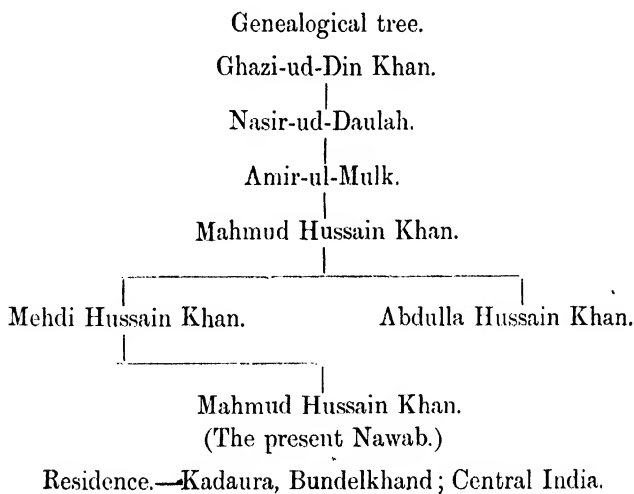 Genealogical tree.
Ghazi-ud-Din Khan.
Nasir-ud-Daulah.
Amir-ul-Mulk.
Mahmud Hussain Khan.
Mehdi Hussain Khan. Abdulla Hussain Khan.
Mahmud Hussain Khan.
(The present Nawab.)
Residence.—Kadaura, Bundelkhand; Central India.